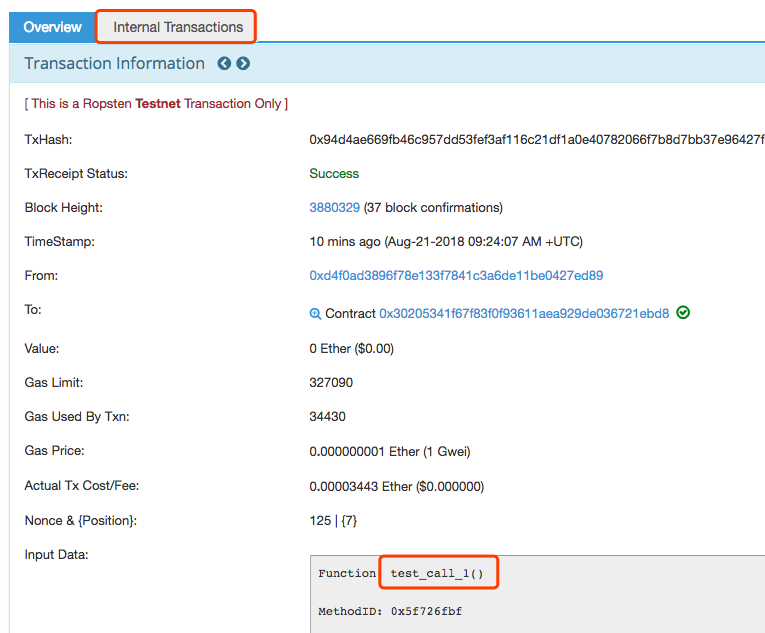 Overview Internal Transactions
Transaction Information
[ This is a Ropsten Testnet Transaction Only ]
TxHash: 0x94d4ae669fb46c957dd53fef3af116c21df1a0e40782066f7b8d7bb37e96427f
TxReceipt Status: Success
Block Height: 3880329 (37 block confirmations)
TimeStamp: 10 mins ago (Aug-21-2018 09:24:07 AM +UTC)
From: 0xd4f0ad3896f78e133f7841c3a6de11be0427ed89
To: Contract 0x30205341f67f83f0f93611aea929de036721ebd8
Value: 0 Ether ($0.00)
Gas Limit: 327090
Gas Used By Txn: 34430
Gas Price: 0.000000001 Ether (1 Gwei)
Actual Tx Cost/Fee: 0.00003443 Ether ($0.000000)
Nonce & {Position}: 125 | {7}
Input Data:
Function test_call_1()
MethodID: 0x5f726fbf